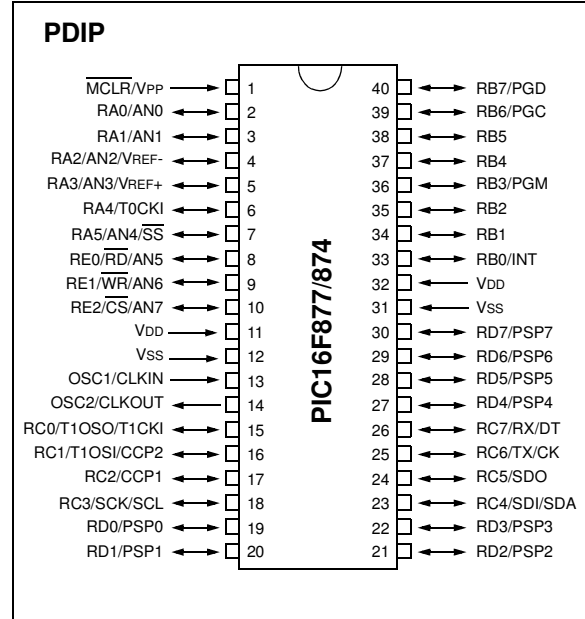 PDIP
MCLR/VPP 1 40 RB7/PGD
RA0/AN0 2 39 RB6/PGC
RA1/AN1 3 38 RB5
RA2/AN2/VREF- 4 37 RB4
RA3/AN3/VREF+ 5 36 RB3/PGM
RA4/T0CKI 6 35 RB2
RA5/AN4/SS 7 34 RB1
RE0/RD/AN5 8 33 RB0/INT
RE1/WR/AN6 9 32 VDD
RE2/CS/AN7 10 31 VSS
VDD 11 30 RD7/PSP7
VSS 12 29 RD6/PSP6
OSC1/CLKIN 13 28 RD5/PSP5
OSC2/CLKOUT 14 27 RD4/PSP4
RC0/T1OSO/T1CKI 15 26 RC7/RX/DT
RC1/T1OSI/CCP2 16 25 RC6/TX/CK
RC2/CCP1 17 24 RC5/SDO
RC3/SCK/SCL 18 23 RC4/SDI/SDA
RD0/PSP0 19 22 RD3/PSP3
RD1/PSP1 20 21 RD2/PSP2
PIC16F877/874